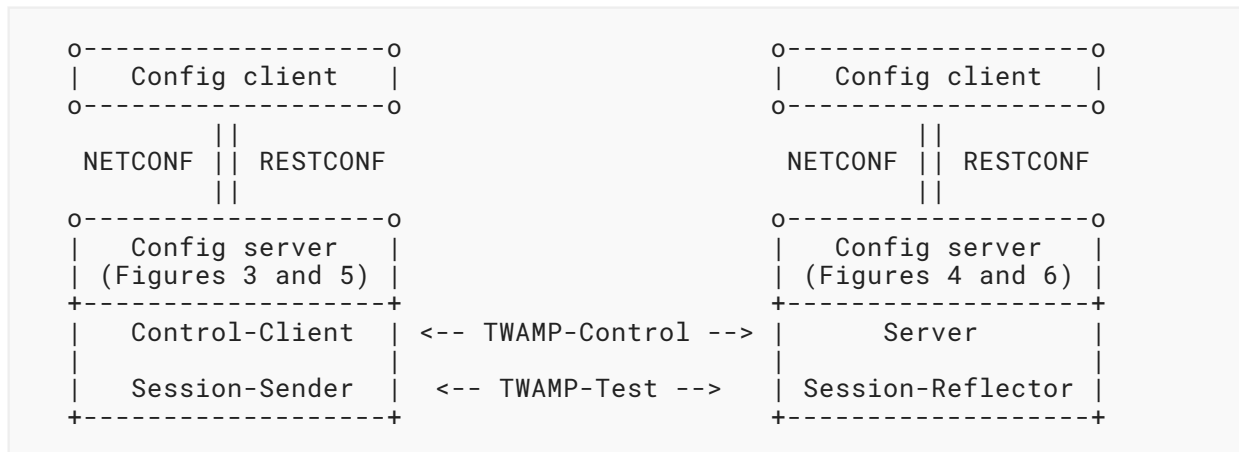 o-------------------o                        o-------------------o
|   Config client   |                        |   Config client   |
o-------------------o                        o-------------------o
         ||                                           ||
 NETCONF || RESTCONF                          NETCONF || RESTCONF
         ||                                           ||
o-------------------o                        o-------------------o
|   Config server   |                        |   Config server   |
| (Figures 3 and 5) |                        | (Figures 4 and 6) |
+-------------------+                        +-------------------+
|   Control-Client  | <-- TWAMP-Control --> |      Server       |
|                   |                        |                   |
|   Session-Sender  |  <-- TWAMP-Test -->    | Session-Reflector |
+-------------------+                        +-------------------+